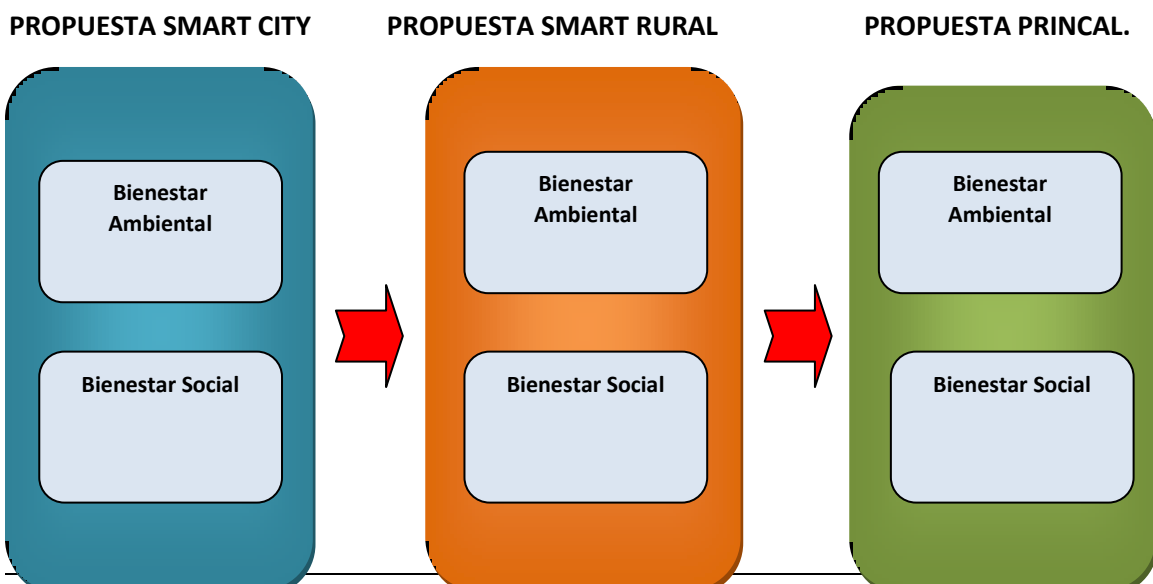 PROPUESTA SMART CITY
PROPUESTA SMART RURAL
PROPUESTA PRINCAL.
Bienestar
Ambiental
Bienestar Social
Bienestar
Ambiental
Bienestar Social
Bienestar
Ambiental
Bienestar Social